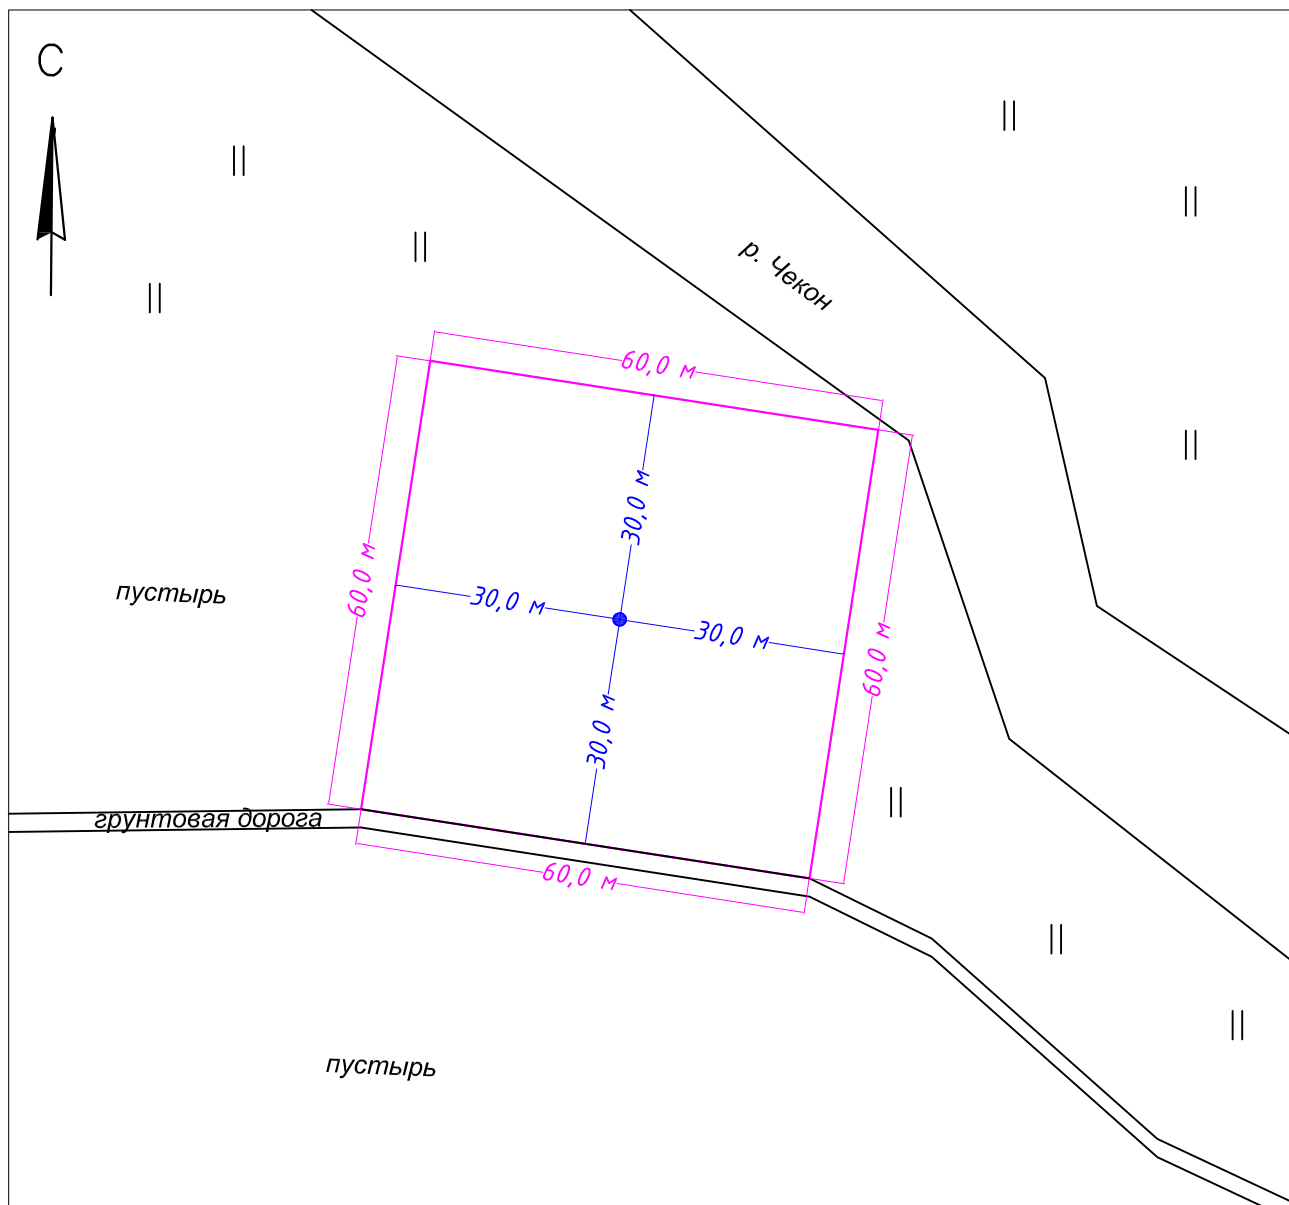 С
р. Чекон
60,0 м
60,0 м
30,0 м
30,0 м
30,0 м
30,0 м
60,0 м
60,0 м
пустырь
грунтовая дорога
пустырь